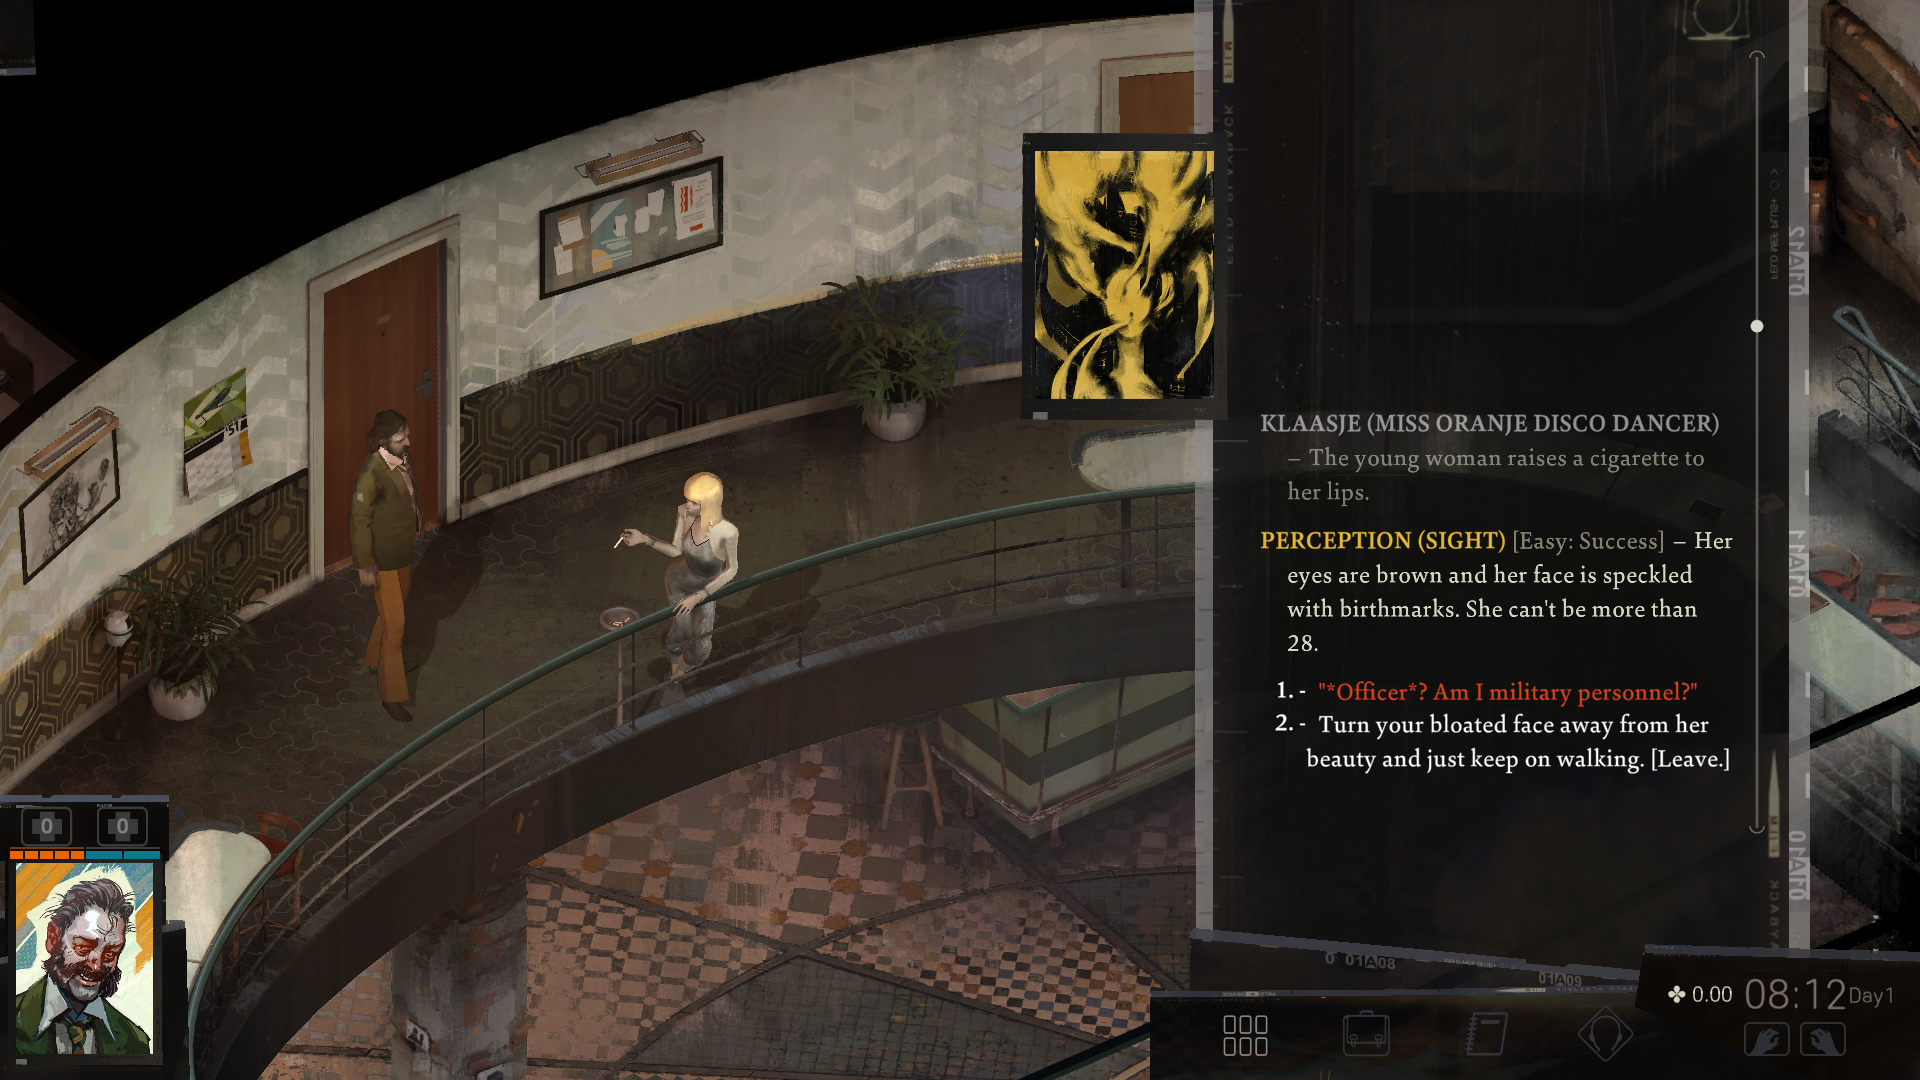 KLAASJE (MISS ORANJE DISCO DANCER)
– The young woman raises a cigarette to
her lips.
PERCEPTION (SIGHT) [Easy: Success] – Her
eyes are brown and her face is speckled
with birthmarks. She can't be more than
28.
1. - "*Officer*? Am I military personnel?"
2. - Turn your bloated face away from her
beauty and just keep on walking. [Leave.]
'51
0 0
01A08
01A09
0.00 08:12 Day1